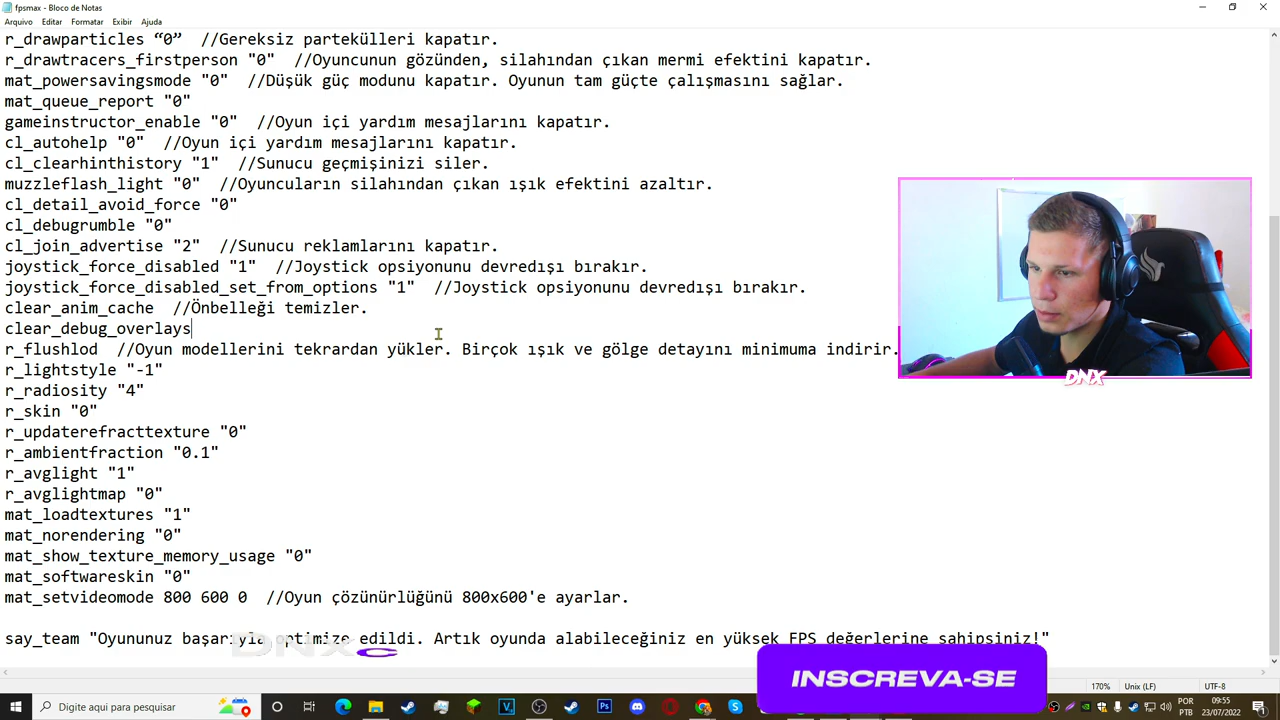 fpsmax - Bloco de Notas
Arquivo Editar Formatar Exibir Ajuda
r_drawparticles “0” //Gereksiz partekülleri kapatır.
r_drawtracers_firstperson "0" //Oyuncunun gözünden, silahından çıkan mermi efektini kapatır.
mat_powersavingsmode "0" //Düşük güç modunu kapatır. Oyunun tam güçte çalışmasını sağlar.
mat_queue_report "0"
gameinstructor_enable "0" //Oyun içi yardım mesajlarını kapatır.
cl_autohelp "0" //Oyun içi yardım mesajlarını kapatır.
cl_clearhinthistory "1" //Sunucu geçmişinizi siler.
muzzleflash_light "0" //Oyuncuların silahından çıkan ışık efektini azaltır.
cl_detail_avoid_force "0"
cl_debugrumble "0"
cl_join_advertise "2" //Sunucu reklamlarını kapatır.
joystick_force_disabled "1" //Joystick opsiyonunu devredışı bırakır.
joystick_force_disabled_set_from_options "1" //Joystick opsiyonunu devredışı bırakır.
clear_anim_cache //Önbelleği temizler.
clear_debug_overlays
r_flushlod //Oyun modellerini tekrardan yükler. Birçok ışık ve gölge detayını minimuma indirir.
r_lightstyle "-1"
r_radiosity "4"
r_skin "0"
r_updaterefracttexture "0"
r_ambientfraction "0.1"
r_avglight "1"
r_avglightmap "0"
mat_loadtextures "1"
mat_norendering "0"
mat_show_texture_memory_usage "0"
mat_softwareskin "0"
mat_setvideomode 800 600 0 //Oyun çözünürlüğünü 800x600'e ayarlar.
say_team "Oyununuz başarıyla optimize edildi. Artık oyunda alabileceğiniz en yüksek FPS değerlerine sahipsiniz!"
DNX
DNX
INSCREVA-SE
170% Unix (LF) UTF-8
Digite aqui para pesquisar
POR
PTB
09:55
23/07/2022